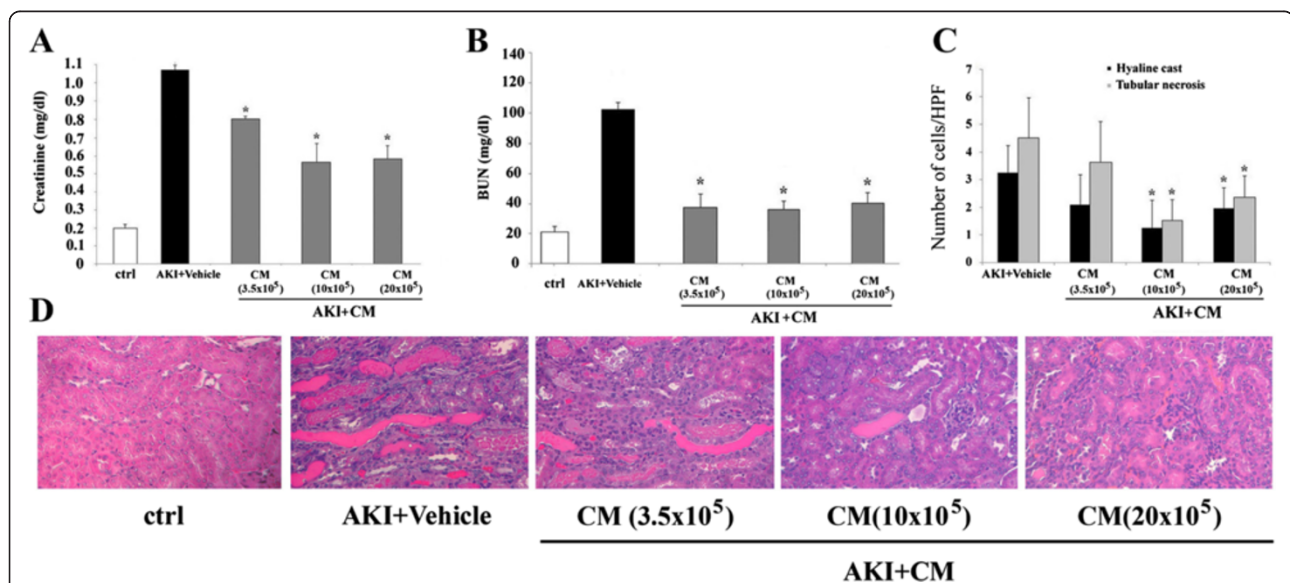 A
Creatinine (mg/dl)
1.1
1.0
0.9
0.8
0.7
0.6
0.5
0.4
0.3
0.2
0.1
0
*
*
*
ctrl
AKI+Vehicle
CM
(3.5x10⁵)
CM
(10x10⁵)
CM
(20x10⁵)
AKI+CM
B
BUN (mg/dl)
140
120
100
80
60
40
20
0
*
*
*
ctrl
AKI+Vehicle
CM
(3.5x10⁵)
CM
(10x10⁵)
CM
(20x10⁵)
AKI+CM
C
Number of cells/HPF
7
6
5
4
3
2
1
0
Hyaline cast
Tubular necrosis
* *
* *
AKI+Vehicle
CM
(3.5x10⁵)
CM
(10x10⁵)
CM
(20x10⁵)
AKI+CM
D
ctrl
AKI+Vehicle
CM (3.5x10⁵)
CM(10x10⁵)
CM(20x10⁵)
AKI+CM